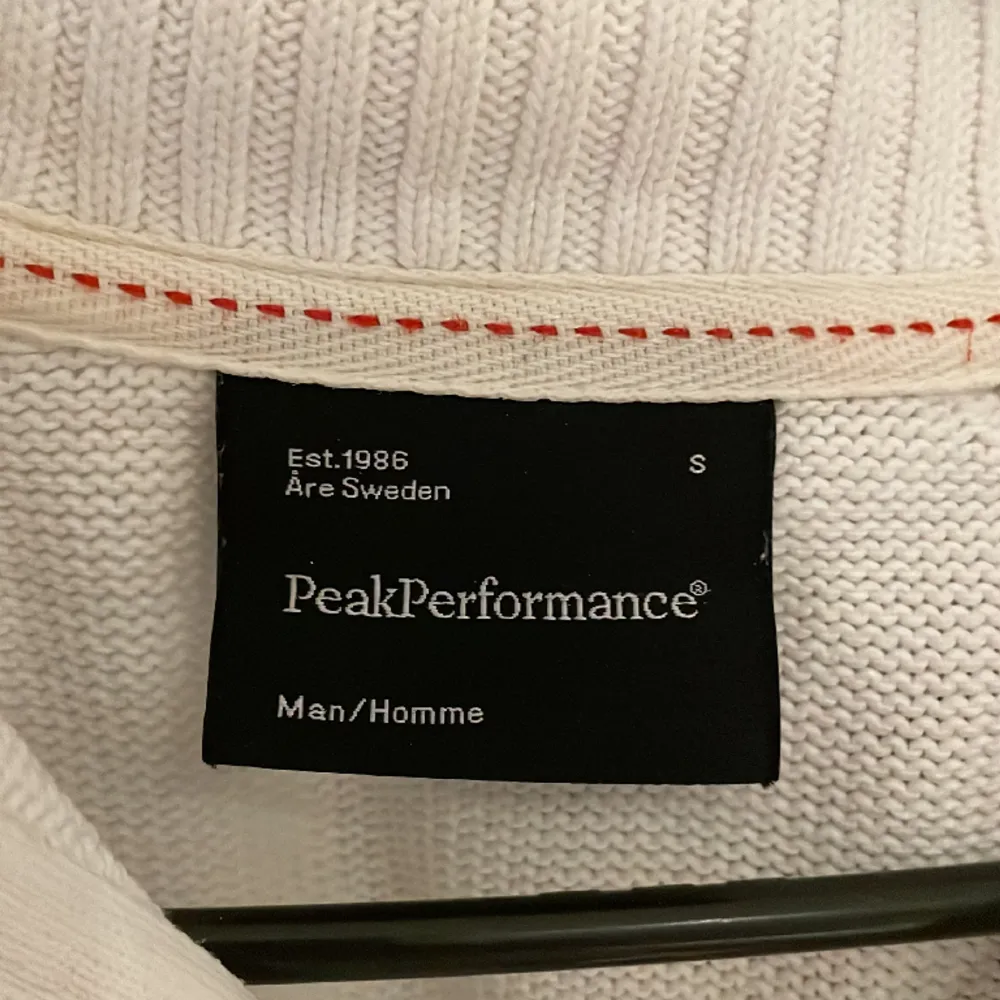 Est.1986
S
Åre Sweden
PeakPerformance®
Man/Homme